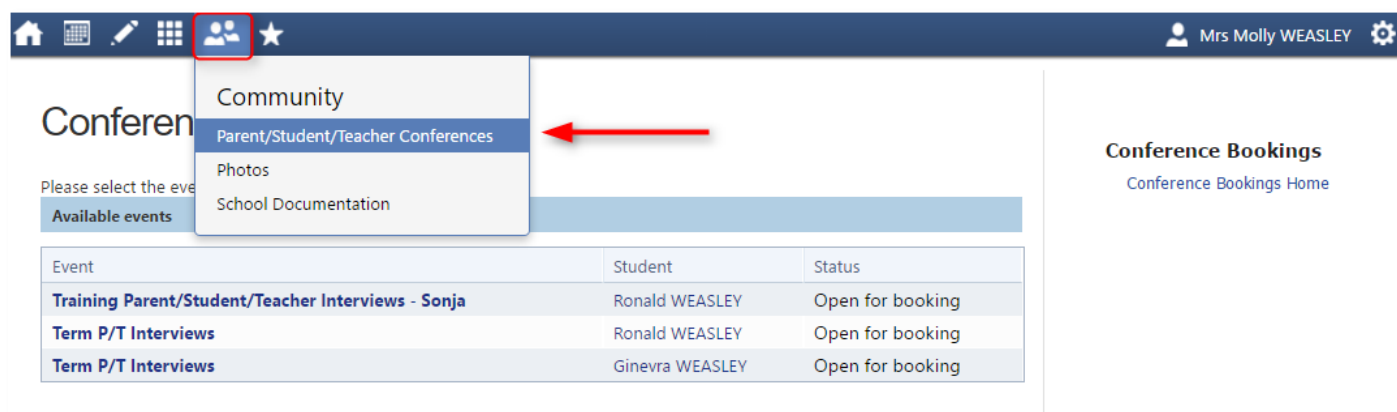 Mrs Molly WEASLEY
Community
Parent/Student/Teacher Conferences
Photos
School Documentation
Conferen
Please select the eve
Available events
Event Student Status
Training Parent/Student/Teacher Interviews - Sonja Ronald WEASLEY Open for booking
Term P/T Interviews Ronald WEASLEY Open for booking
Term P/T Interviews Ginevra WEASLEY Open for booking
Conference Bookings
Conference Bookings Home